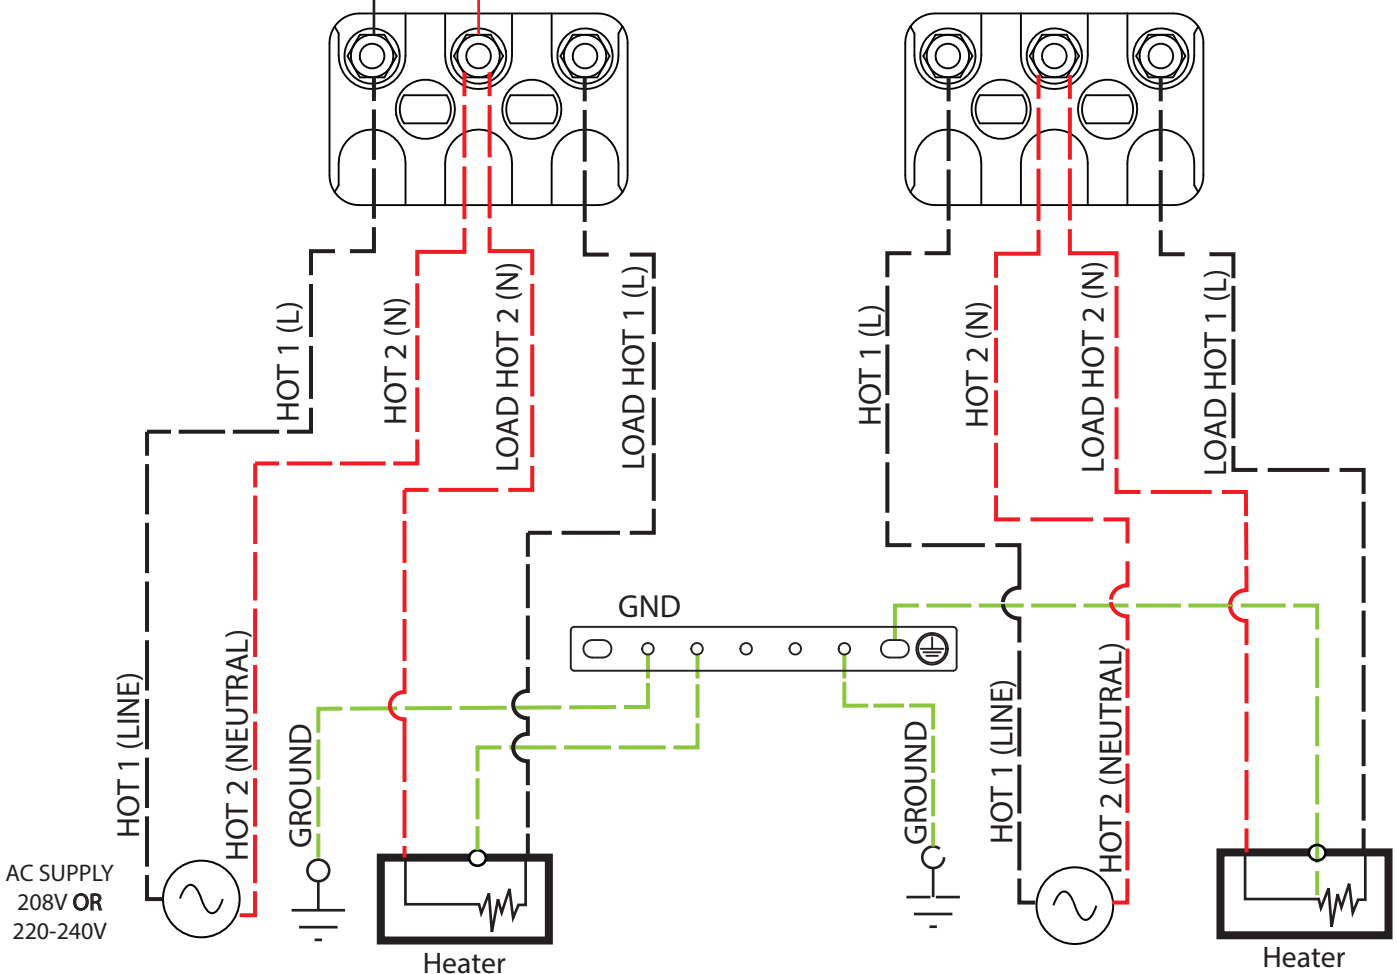 HOT 1 (L)
HOT 2 (N)
LOAD HOT 2 (N)
LOAD HOT 1 (L)
HOT 1 (L)
HOT 2 (N)
LOAD HOT 2 (N)
LOAD HOT 1 (L)
GND
HOT 1 (LINE)
HOT 2 (NEUTRAL)
GROUND
GROUND
HOT 1 (LINE)
HOT 2 (NEUTRAL)
AC SUPPLY
208V OR
220-240V
Heater
Heater